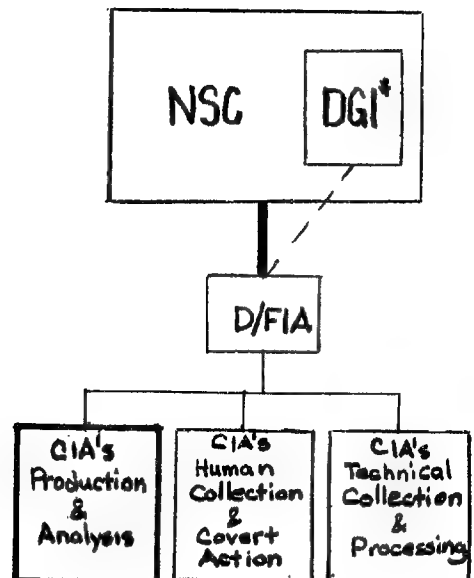 NSC
DGI*
D/FIA
CIA's
Production
&
Analysis
CIA's
Human
Collection
&
Covert
Action
CIA's
Technical
Collection
&
Processing